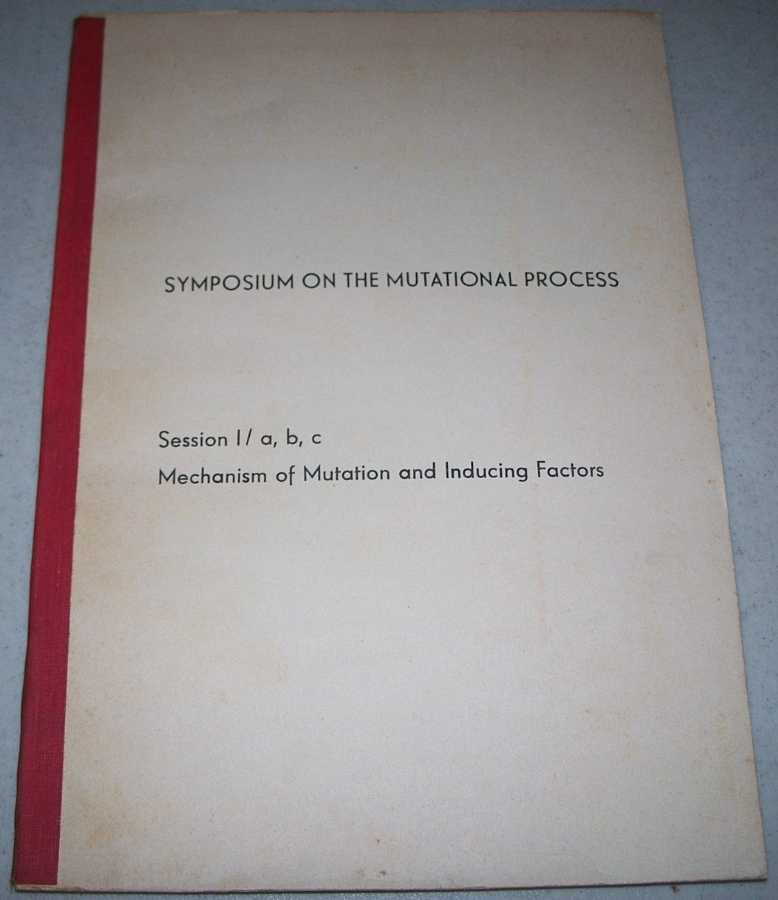 SYMPOSIUM ON THE MUTATIONAL PROCESS
Session I/ a, b, c
Mechanism of Mutation and Inducing Factors